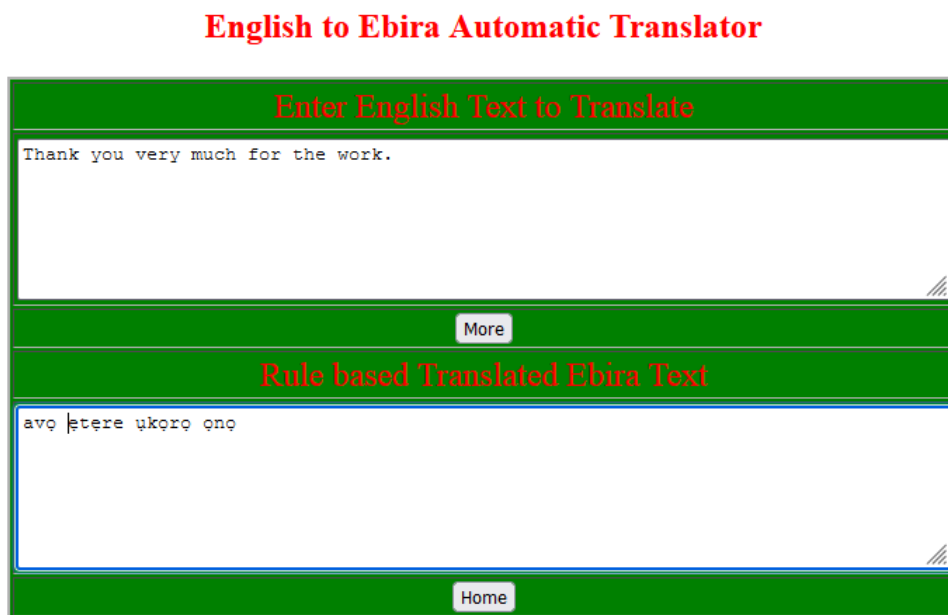 English to Ebira Automatic Translator
Enter English Text to Translate
Thank you very much for the work.
More
Rule based Translated Ebira Text
avọ ẹtẹre ụkọrọ ọnọ
Home